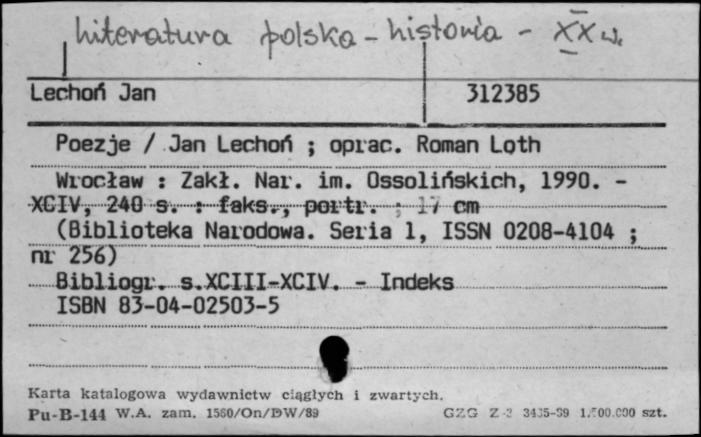 Literatura polska - historia - XX w.
Lechoń Jan 312385
Poezje / Jan Lechoń ; oprac. Roman Loth
Wrocław : Zakł. Nar. im. Ossolińskich, 1990. -
XCIV, 240 s. : faks., portr. ; 17 cm
(Biblioteka Narodowa. Seria 1, ISSN 0208-4104 ;
nr 256)
Bibliogr. s.XCIII-XCIV. - Indeks
ISBN 83-04-02503-5
Karta katalogowa wydawnictw ciągłych i zwartych.
Pu-B-144 W.A. zam. 1560/On/DW/89 GZG szt.